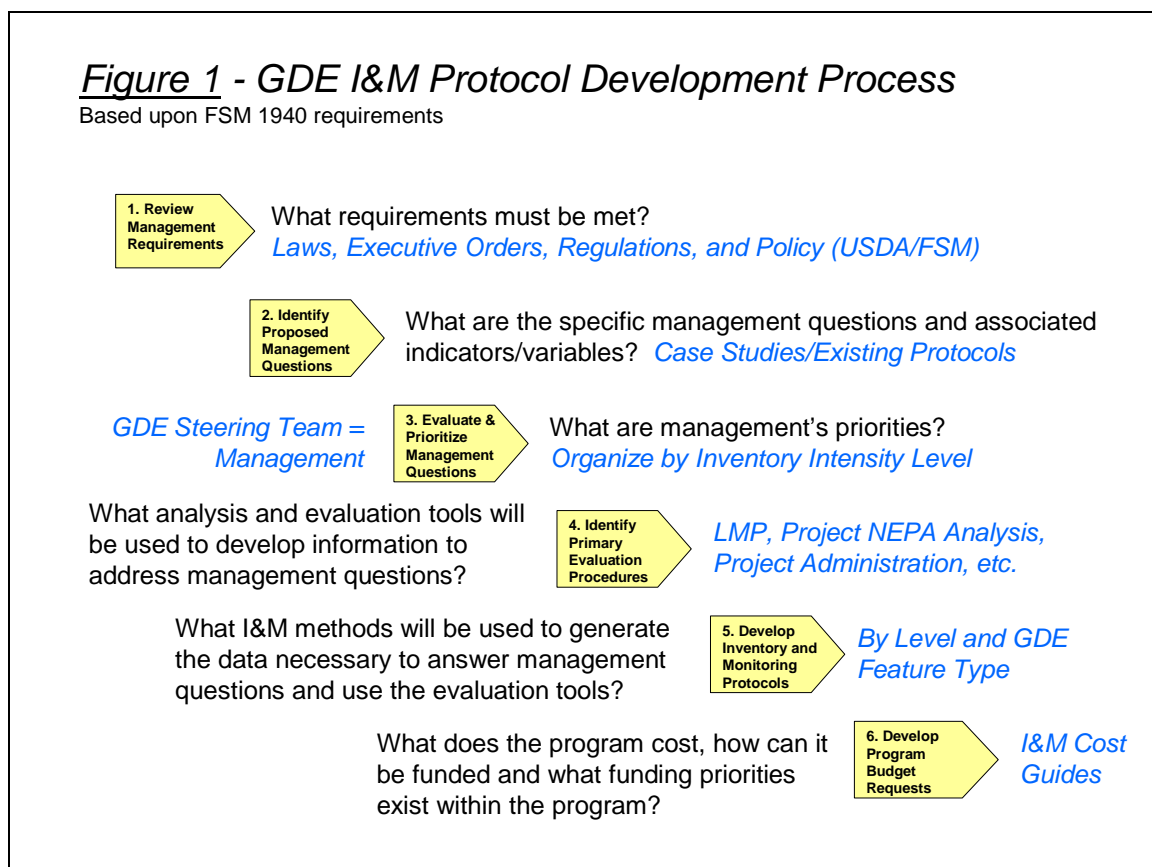 Figure 1 - GDE I&M Protocol Development Process
Based upon FSM 1940 requirements
1. Review
Management
Requirements
What requirements must be met?
Laws, Executive Orders, Regulations, and Policy (USDA/FSM)
2. Identify
Proposed
Management
Questions
What are the specific management questions and associated
indicators/variables? Case Studies/Existing Protocols
GDE Steering Team =
Management
3. Evaluate &
Prioritize
Management
Questions
What are management’s priorities?
Organize by Inventory Intensity Level
What analysis and evaluation tools will
be used to develop information to
address management questions?
4. Identify
Primary
Evaluation
Procedures
LMP, Project NEPA Analysis,
Project Administration, etc.
What I&M methods will be used to generate
the data necessary to answer management
questions and use the evaluation tools?
5. Develop
Inventory and
Monitoring
Protocols
By Level and GDE
Feature Type
What does the program cost, how can it
be funded and what funding priorities
exist within the program?
6. Develop
Program
Budget
Requests
I&M Cost
Guides